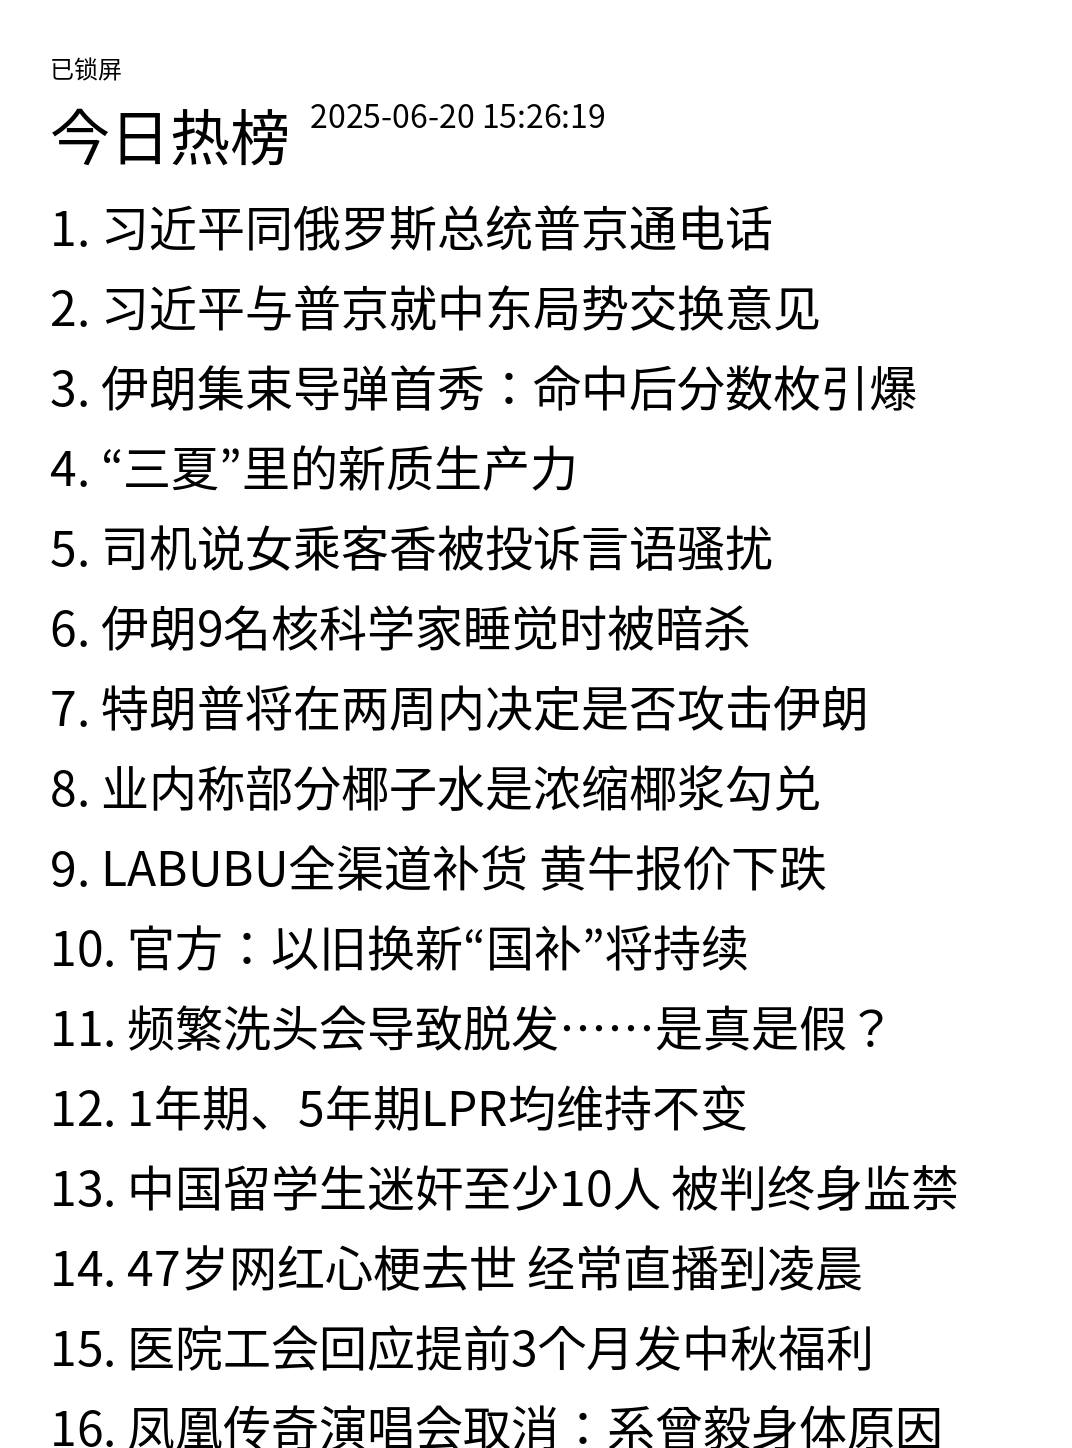 已锁屏
今日热榜 2025-06-20 15:26:19
1. 习近平同俄罗斯总统普京通电话
2. 习近平与普京就中东局势交换意见
3. 伊朗集束导弹首秀：命中后分数枚引爆
4. “三夏”里的新质生产力
5. 司机说女乘客香被投诉言语骚扰
6. 伊朗9名核科学家睡觉时被暗杀
7. 特朗普将在两周内决定是否攻击伊朗
8. 业内称部分椰子水是浓缩椰浆勾兑
9. LABUBU全渠道补货 黄牛报价下跌
10. 官方：以旧换新“国补”将持续
11. 频繁洗头会导致脱发……是真是假？
12. 1年期、5年期LPR均维持不变
13. 中国留学生迷奸至少10人 被判终身监禁
14. 47岁网红心梗去世 经常直播到凌晨
15. 医院工会回应提前3个月发中秋福利
16. 凤凰传奇演唱会取消：系曾毅身体原因